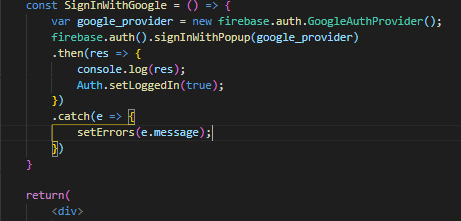 const SignInWithGoogle = () => {
var google_provider = new firebase.auth.GoogleAuthProvider();
firebase.auth().signInWithPopup(google_provider)
.then(res => {
console.log(res);
Auth.setLoggedIn(true);
})
.catch(e => {
setErrors(e.message);
})
}
return(
<div>